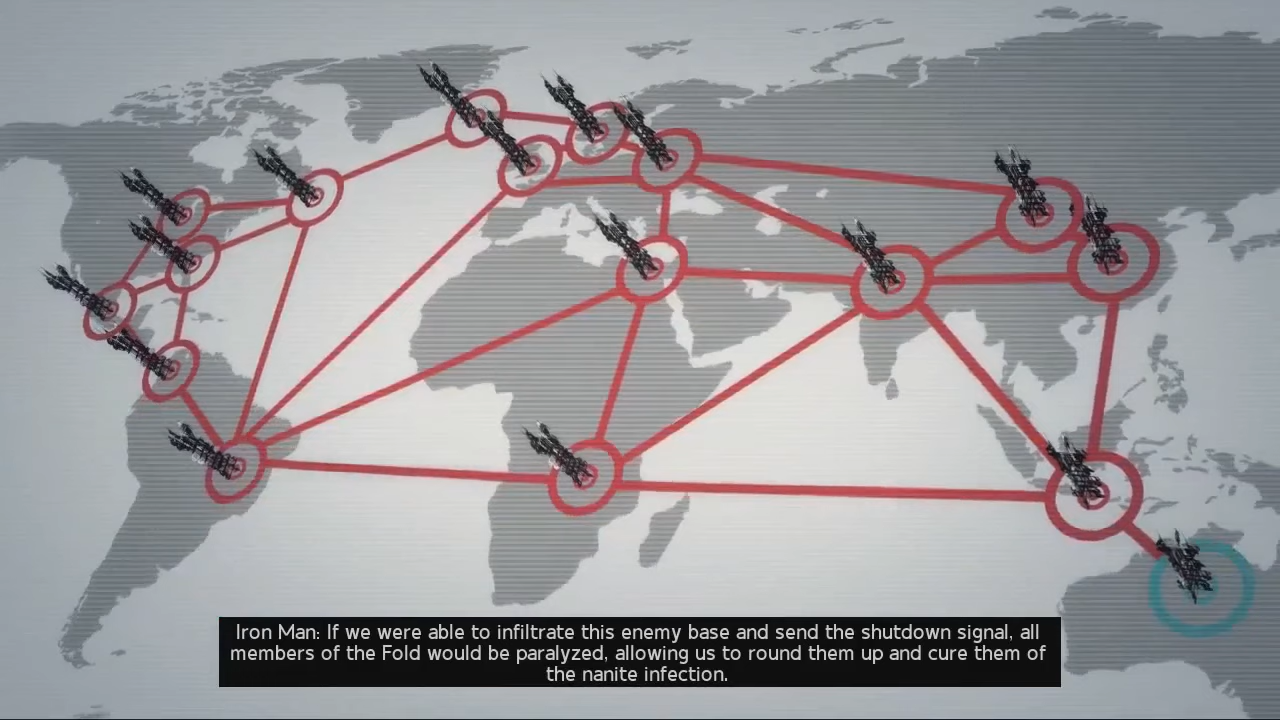 Iron Man: If we were able to infiltrate this enemy base and send the shutdown signal, all
members of the Fold would be paralyzed, allowing us to round them up and cure them of
the nanite infection.